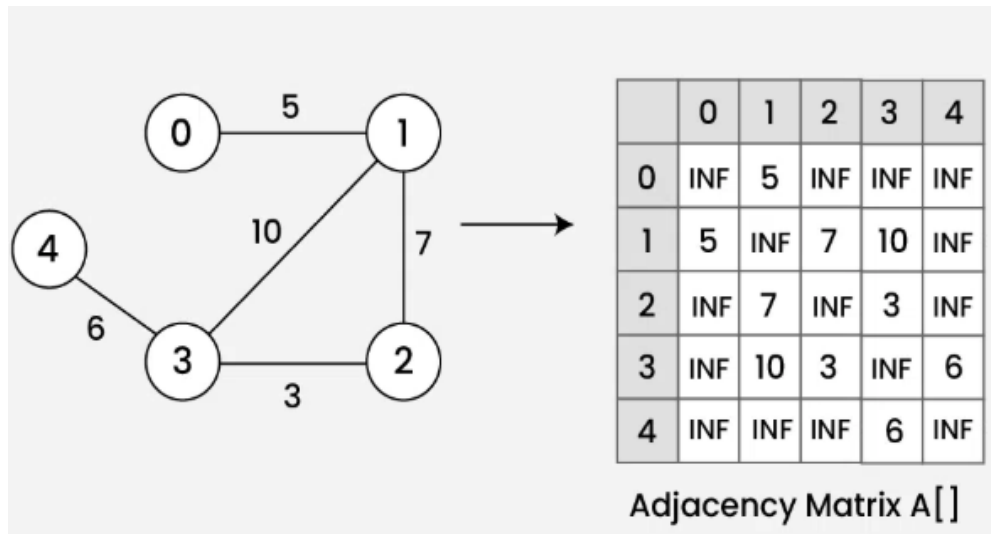 5
0 1
10
7
4
6
3 2
3
0 1 2 3 4
0 INF 5 INF INF INF
1 5 INF 7 10 INF
2 INF 7 INF 3 INF
3 INF 10 3 INF 6
4 INF INF INF 6 INF
Adjacency Matrix A[]